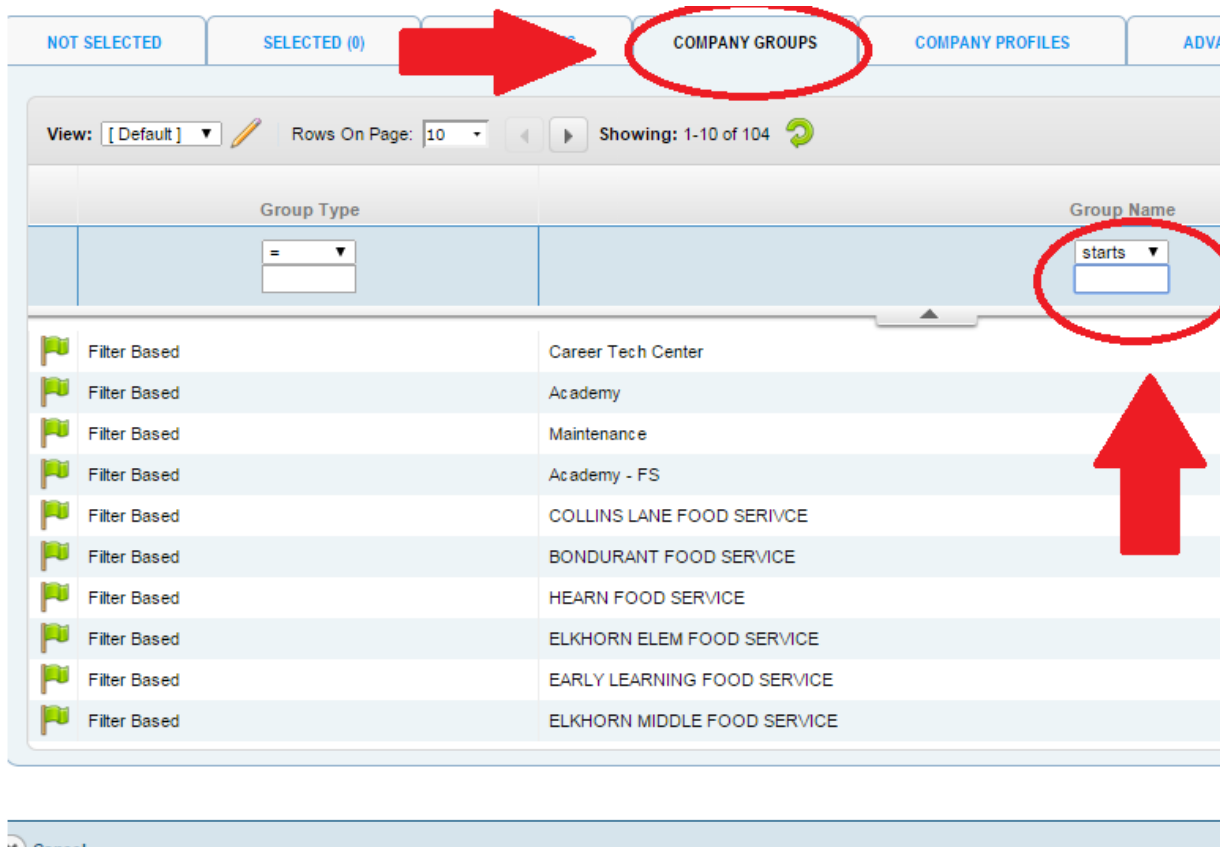 NOT SELECTED SELECTED (0) COMPANY GROUPS COMPANY PROFILES ADVA
View: [ Default ] Rows On Page: 10 Showing: 1-10 of 104
Group Type Group Name
= starts
Filter Based Career Tech Center
Filter Based Academy
Filter Based Maintenance
Filter Based Academy - FS
Filter Based COLLINS LANE FOOD SERIVCE
Filter Based BONDURANT FOOD SERVICE
Filter Based HEARN FOOD SERVICE
Filter Based ELKHORN ELEM FOOD SERVICE
Filter Based EARLY LEARNING FOOD SERVICE
Filter Based ELKHORN MIDDLE FOOD SERVICE